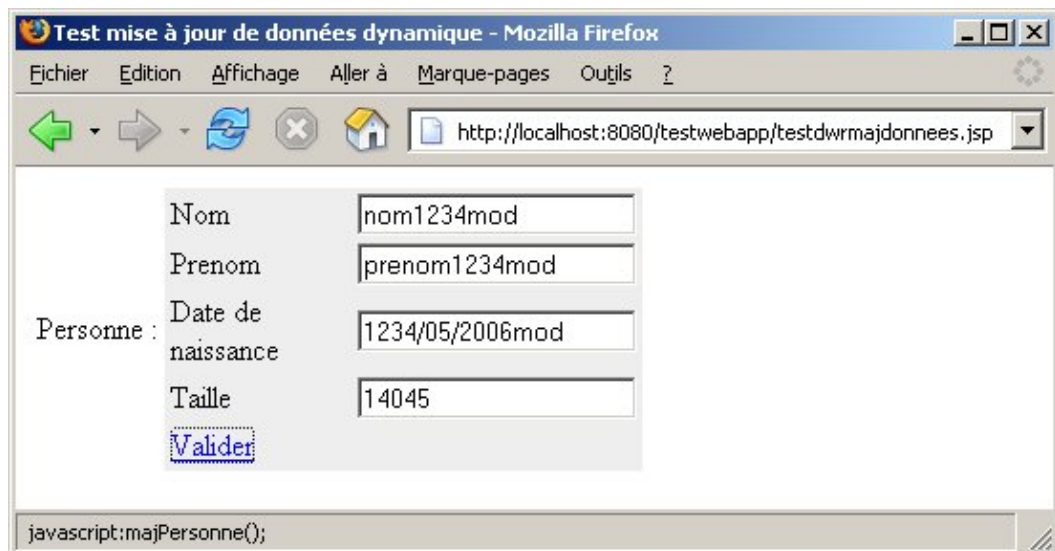 Test mise à jour de données dynamique - Mozilla Firefox
Fichier Edition Affichage Aller à Marque-pages Outils ?
http://localhost:8080/testwebapp/testdwrmajdonnees.jsp
Personne :
Nom nom1234mod
Prenom prenom1234mod
Date de
naissance 1234/05/2006mod
Taille 14045
Valider
javascript:majPersonne();